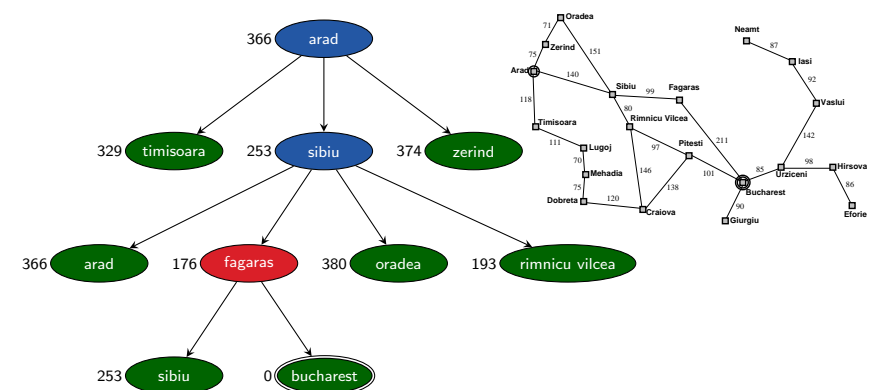 366 arad
329 timisoara
253 sibiu
374 zerind
366 arad
176 fagaras
380 oradea
193 rimnicu vilcea
253 sibiu
0 bucharest
Oradea
71
Zerind
75
151
Arad
140
118
Sibiu
99
Fagaras
80
Timisoara
Rimnicu Vilcea
111
Lugoj
97
Pitesti
211
70
Mehadia
146
138
101
75
Dobreta
120
Craiova
Neamt
87
Iasi
92
Vaslui
142
85
98
Hirsova
Urziceni
Bucharest
86
90
Giurgiu
Eforie